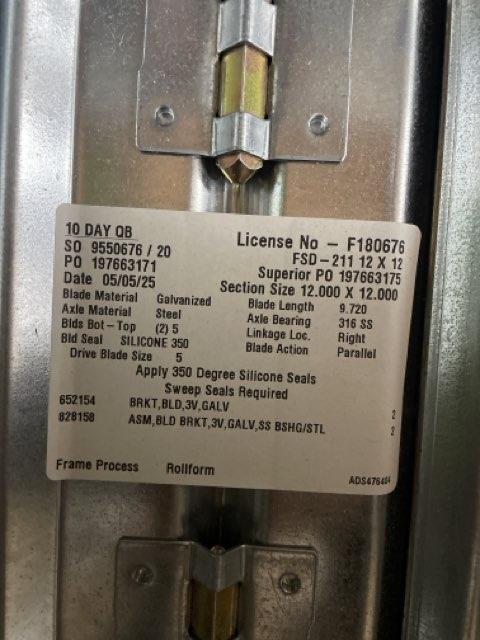 10 DAY QB
License No - F180676
SO 9550676 / 20
FSD-211 12 X 12
PO 197663171
Superior PO 197663175
Date 05/05/25
Section Size 12.000 X 12.000
Blade Material Galvanized
Blade Length 9.720
Axle Material Steel
Axle Bearing 316 SS
Blds Bot-Top (2) 5
Linkage Loc. Right
Bld Seal SILICONE 350
Blade Action Parallel
Drive Blade Size 5
Apply 350 Degree Silicone Seals
Sweep Seals Required
652154 BRKT,BLD,3V,GALV 2
828158 ASM,BLD BRKT,3V,GALV,SS BSHG/STL 2
Frame Process Rollform
ADS476404